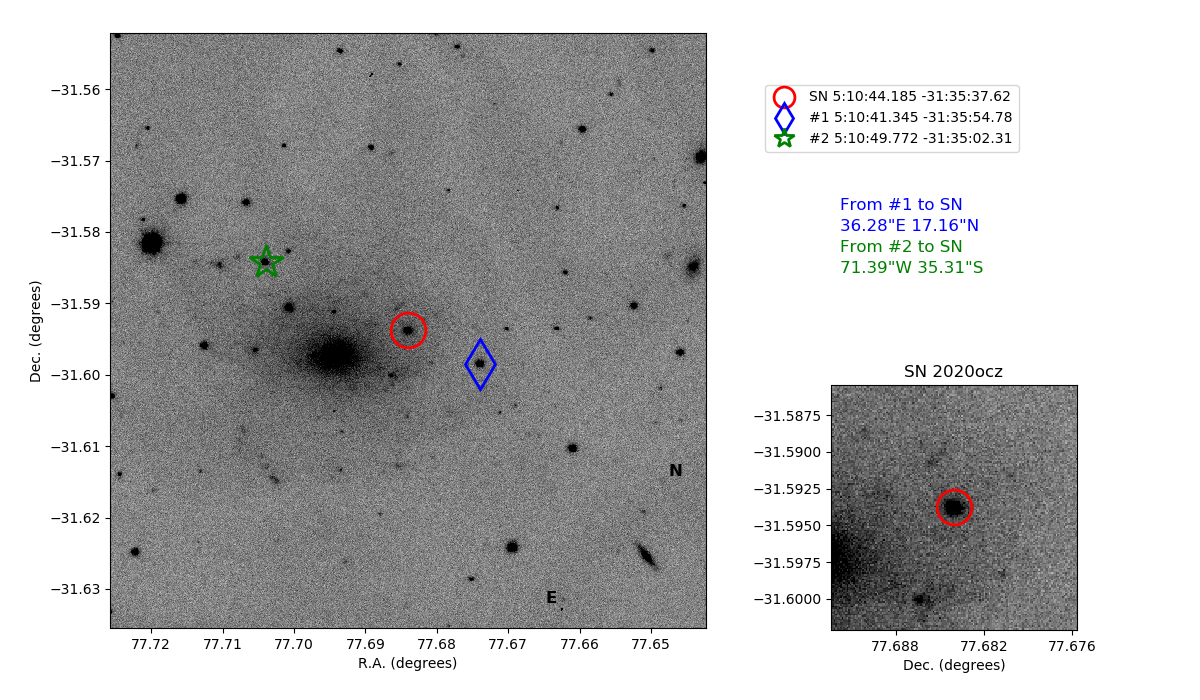 −31.56
−31.57
−31.58
−31.59
−31.60
−31.61
−31.62
−31.63
Dec. (degrees)
77.72 77.71 77.70 77.69 77.68 77.67 77.66 77.65
R.A. (degrees)
N
E
SN 5:10:44.185 -31:35:37.62
#1 5:10:41.345 -31:35:54.78
#2 5:10:49.772 -31:35:02.31
From #1 to SN
36.28"E 17.16"N
From #2 to SN
71.39"W 35.31"S
SN 2020ocz
−31.5875
−31.5900
−31.5925
−31.5950
−31.5975
−31.6000
77.688 77.682 77.676
Dec. (degrees)